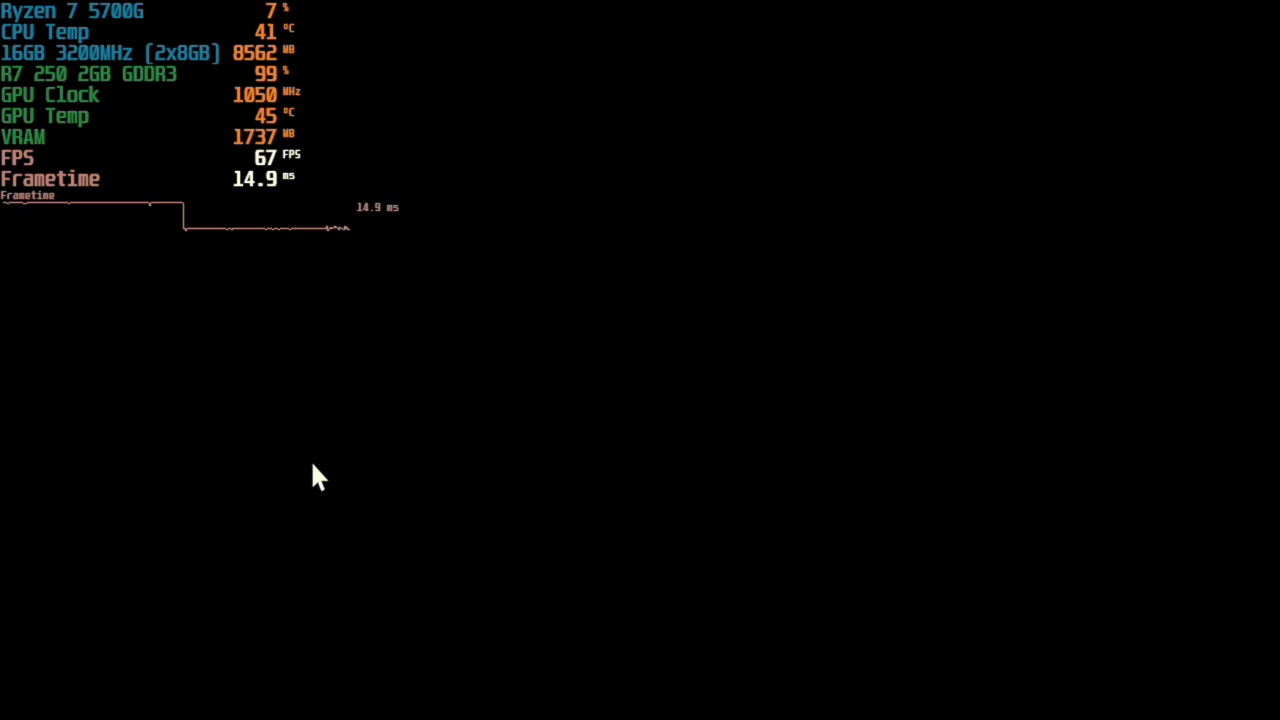 Ryzen 7 5700G 7 %
CPU Temp 41 °C
16GB 3200MHz [2x8GB] 8562 MB
R7 250 2GB GDDR3 99 %
GPU Clock 1050 MHz
GPU Temp 45 °C
VRAM 1737 MB
FPS 67 FPS
Frametime 14.9 ms
Frametime
14.9 ms